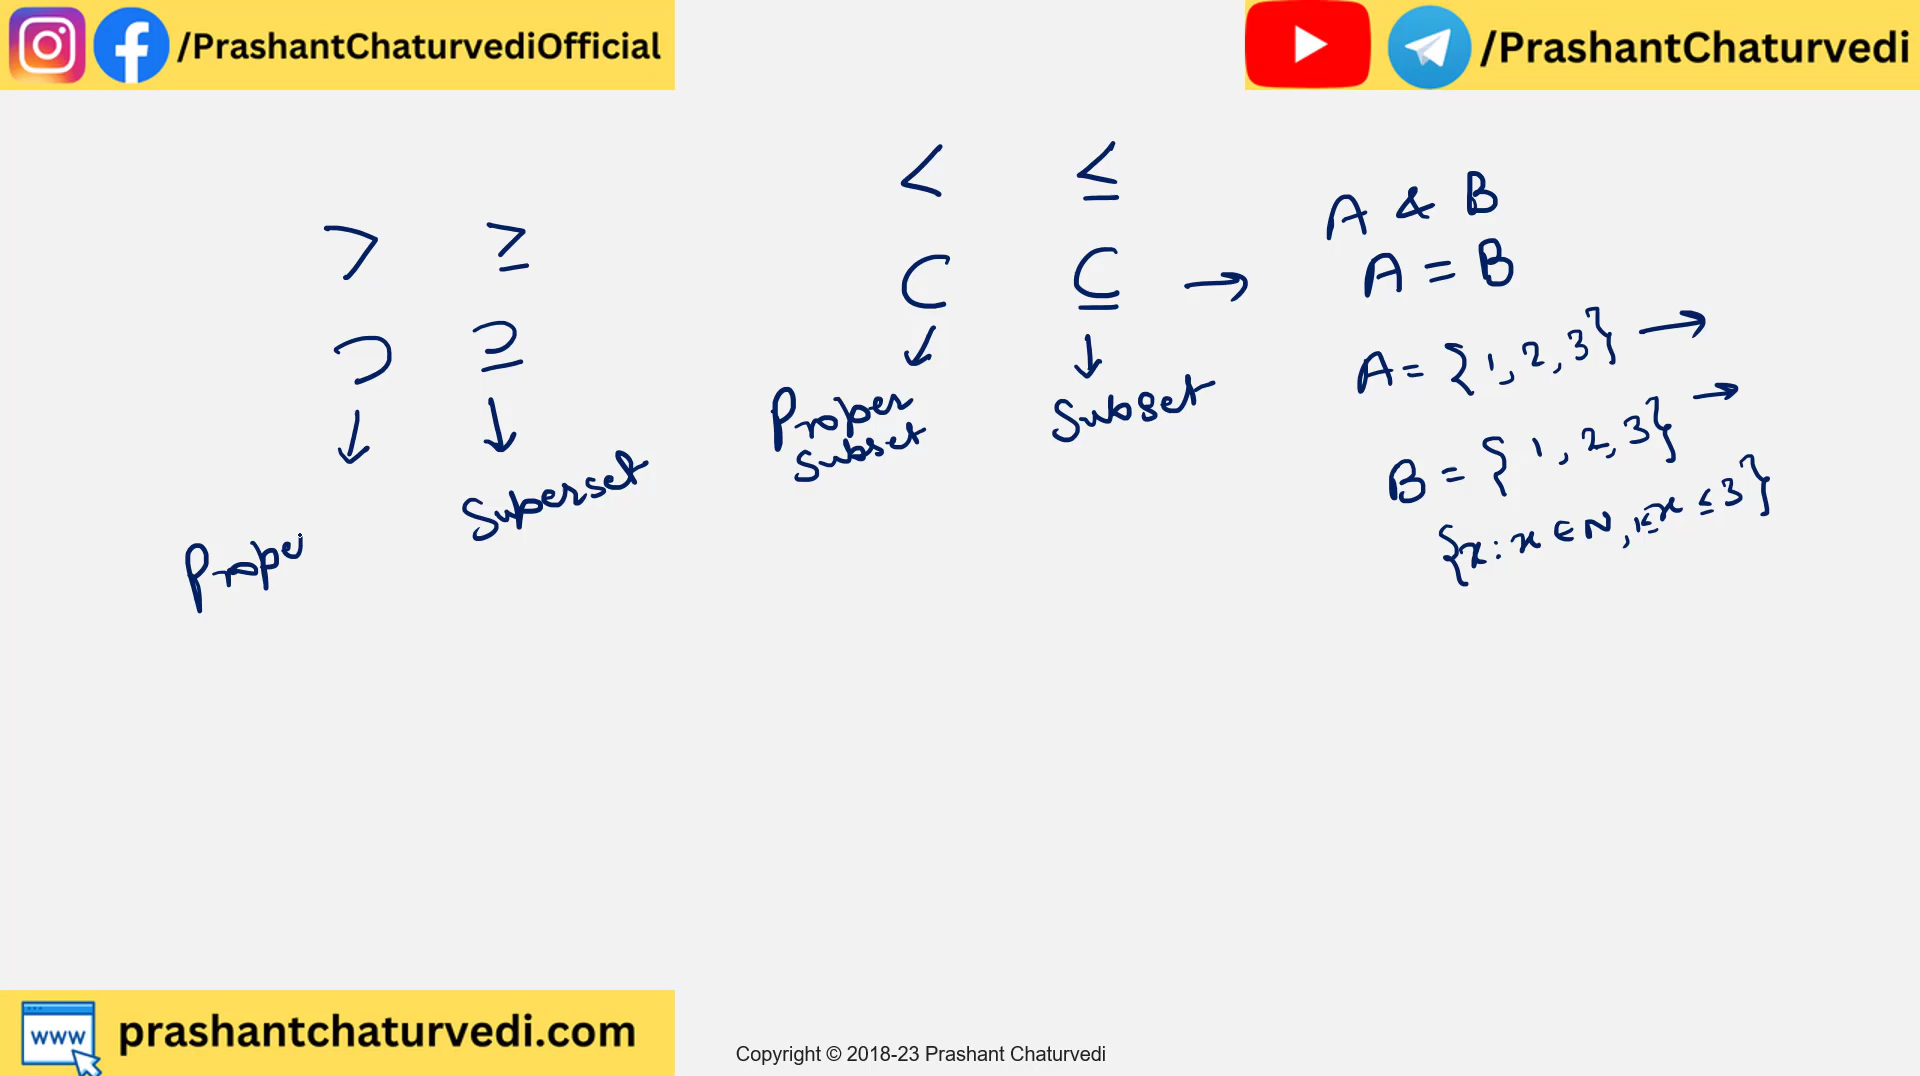 /PrashantChaturvediOfficial
/PrashantChaturvedi
> ≥
⊃ ⊇
Superset
Prope
< ≤
⊂ ⊆ →
Proper
subset
Subset
A & B
A = B
A = {1, 2, 3} →
B = {1, 2, 3} →
{x : x ∈ N, 1 ≤ x ≤ 3}
www
prashantchaturvedi.com
Copyright © 2018-23 Prashant Chaturvedi